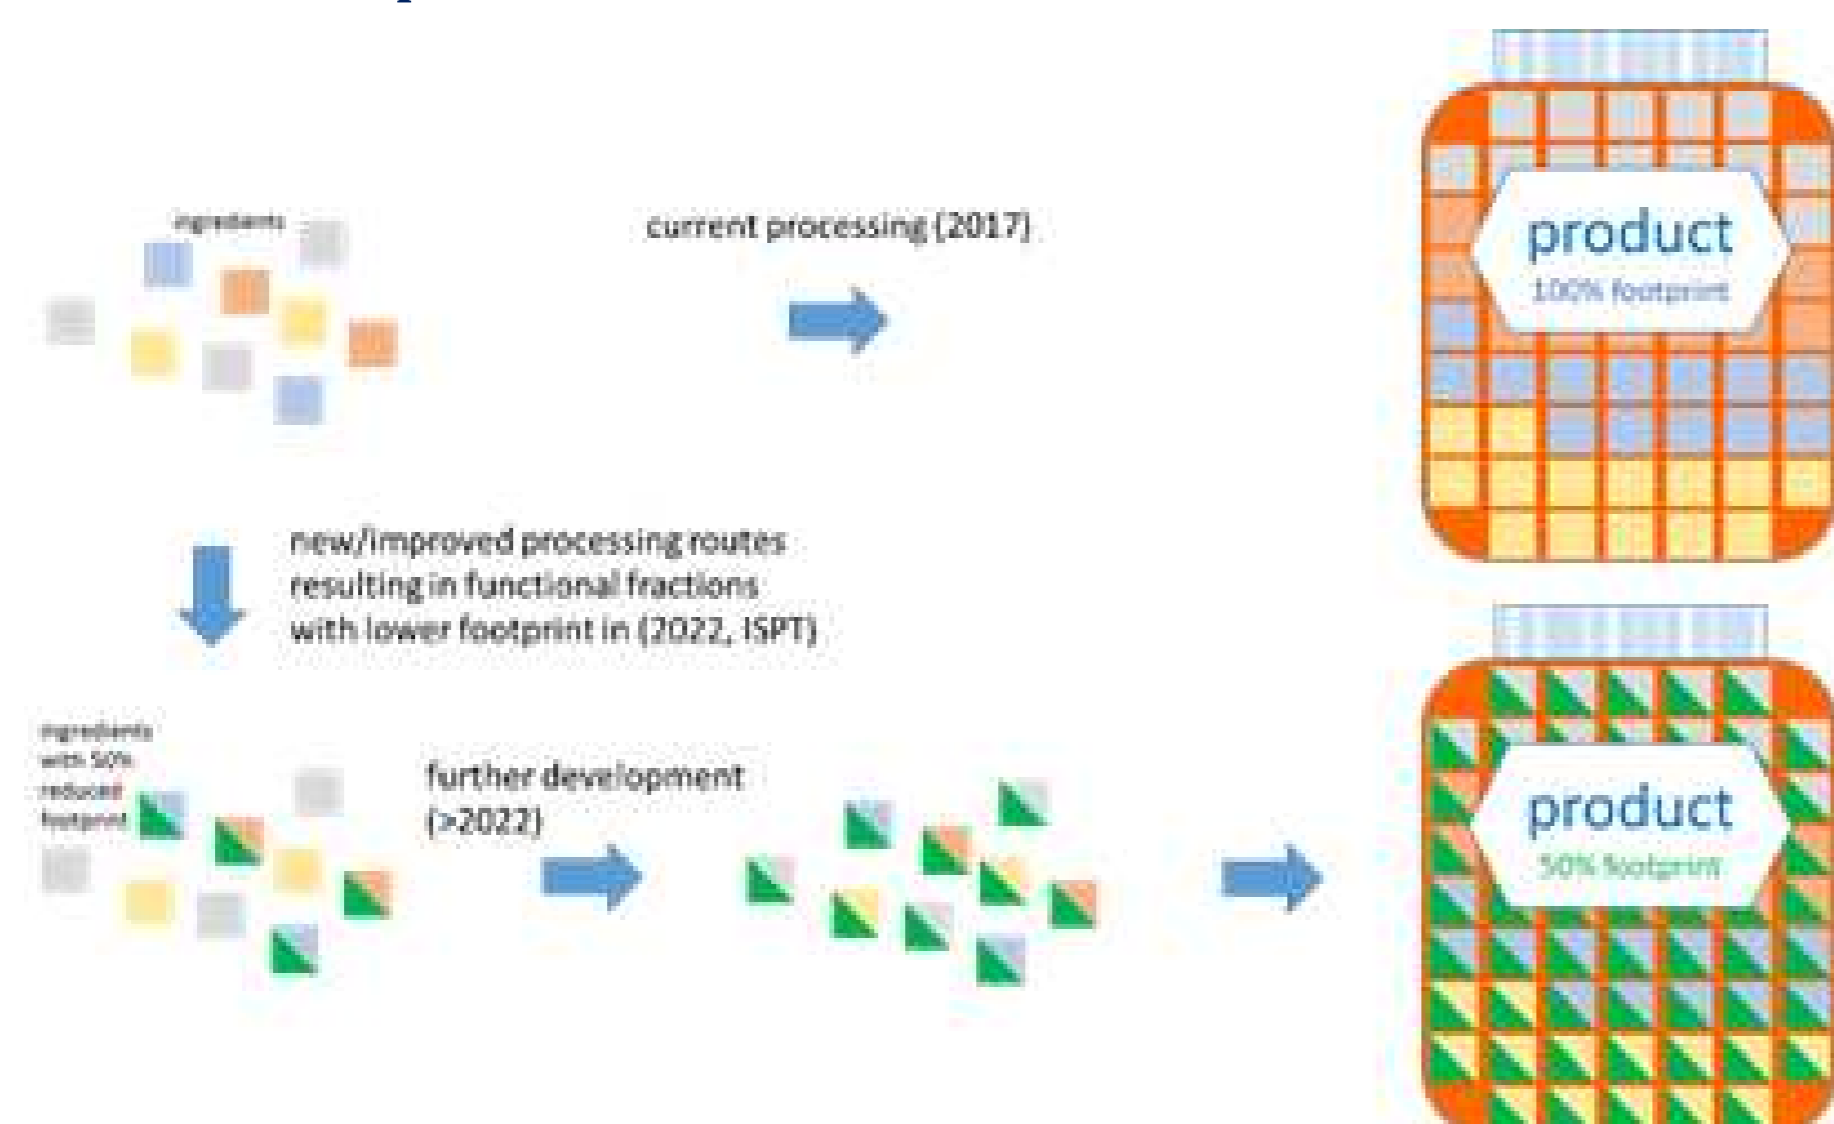 ingredients
current processing (2017)
product
100% footprint
new/improved processing routes
resulting in functional fractions
with lower footprint in (2022, ISPT)
ingredients
with 50%
reduced
footprint
further development
(>2022)
product
50% footprint